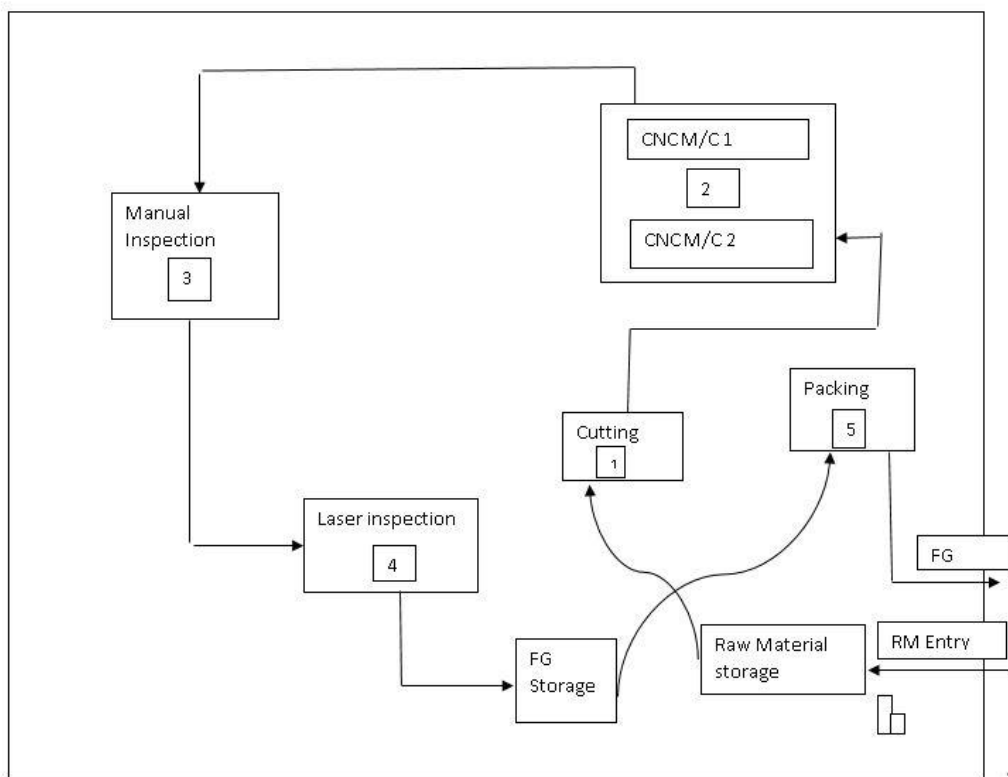 CNCM/C 1
2
CNCM/C 2
Manual
Inspection
3
Packing
5
Cutting
1
Laser inspection
4
FG
RM Entry
FG
Storage
Raw Material
storage